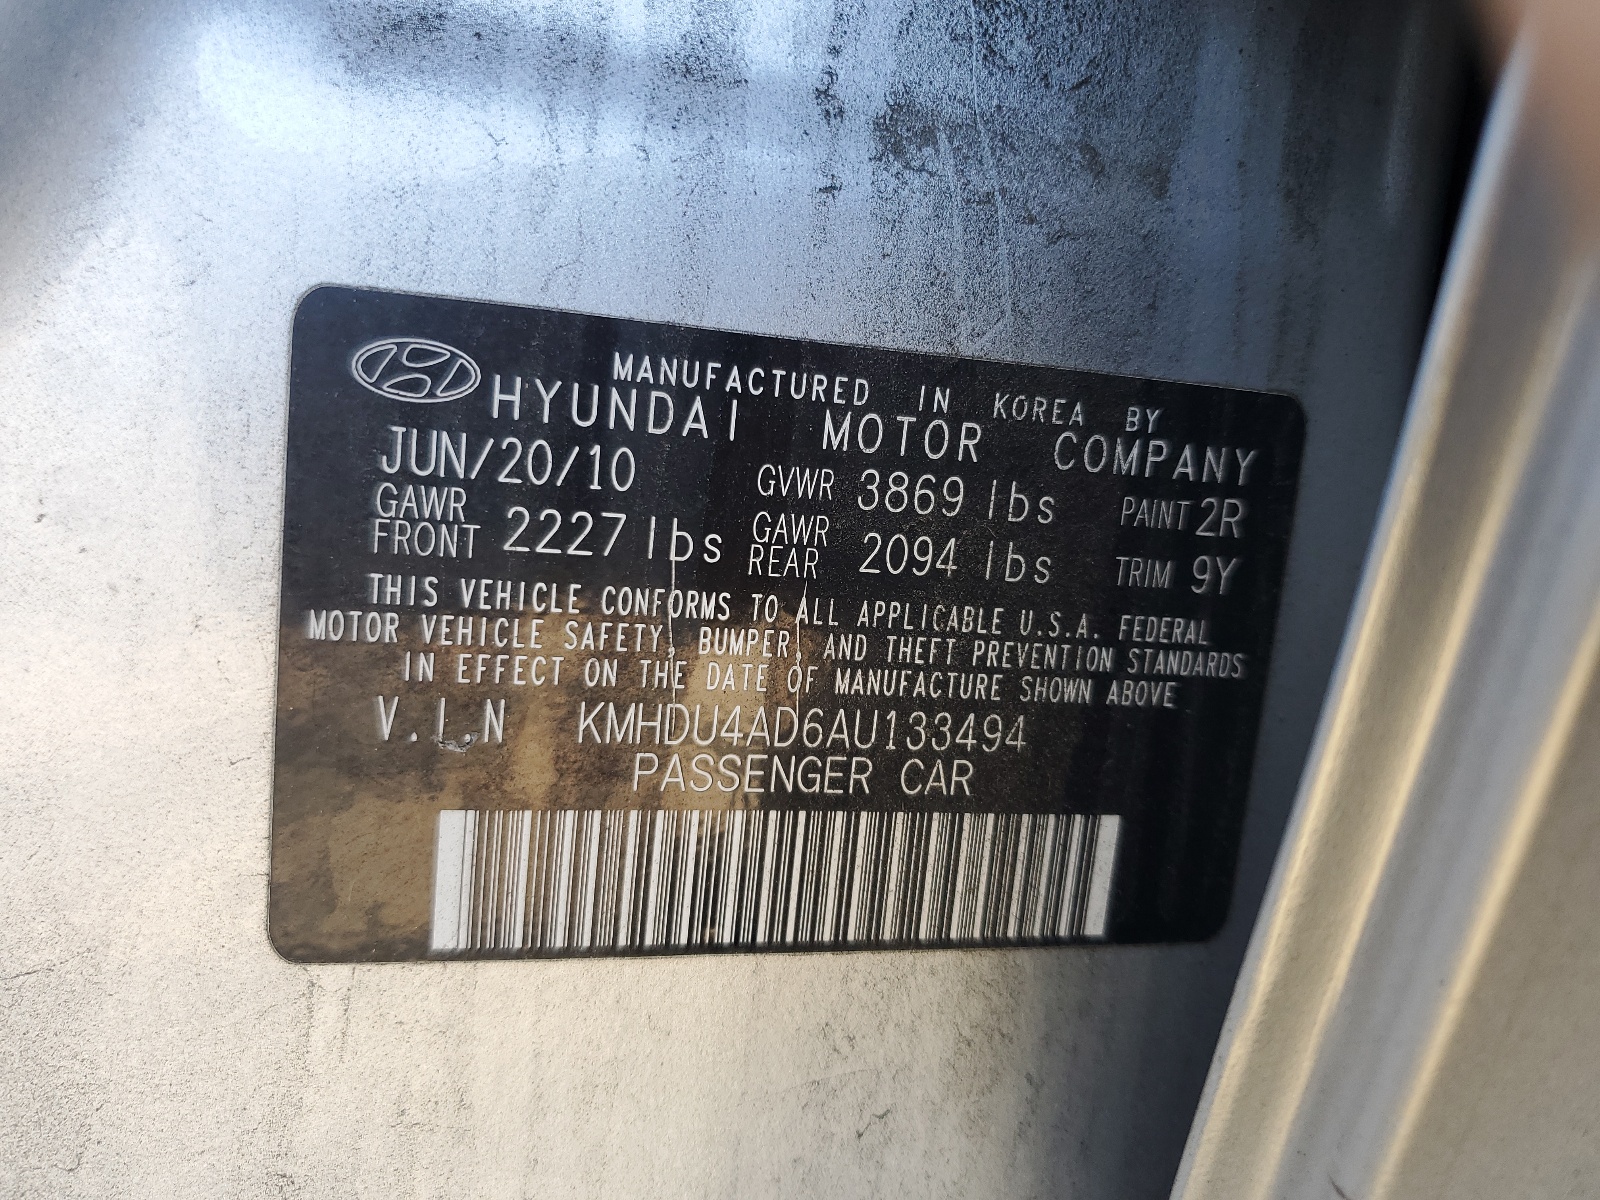 MANUFACTURED IN KOREA BY
HYUNDAI MOTOR COMPANY
JUN/20/10 GVWR 3869 lbs PAINT 2R
GAWR FRONT 2227 lbs GAWR REAR 2094 lbs TRIM 9Y
THIS VEHICLE CONFORMS TO ALL APPLICABLE U.S.A. FEDERAL
MOTOR VEHICLE SAFETY, BUMPER, AND THEFT PREVENTION STANDARDS
IN EFFECT ON THE DATE OF MANUFACTURE SHOWN ABOVE
V.I.N KMHDU4AD6AU133494
PASSENGER CAR